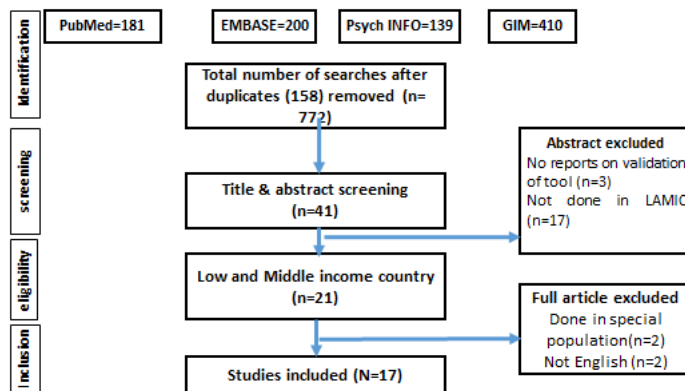 PubMed=181
EMBASE=200
Psych INFO=139
GIM=410
Identification
Total number of searches after
duplicates (158) removed (n=
772)
screening
Abstract excluded
No reports on validation
of tool (n=3)
Not done in LAMIC
(n=17)
Title & abstract screening
(n=41)
eligibility
Low and Middle income country
(n=21)
Full article excluded
Done in special
population(n=2)
Not English (n=2)
Inclusion
Studies included (N=17)